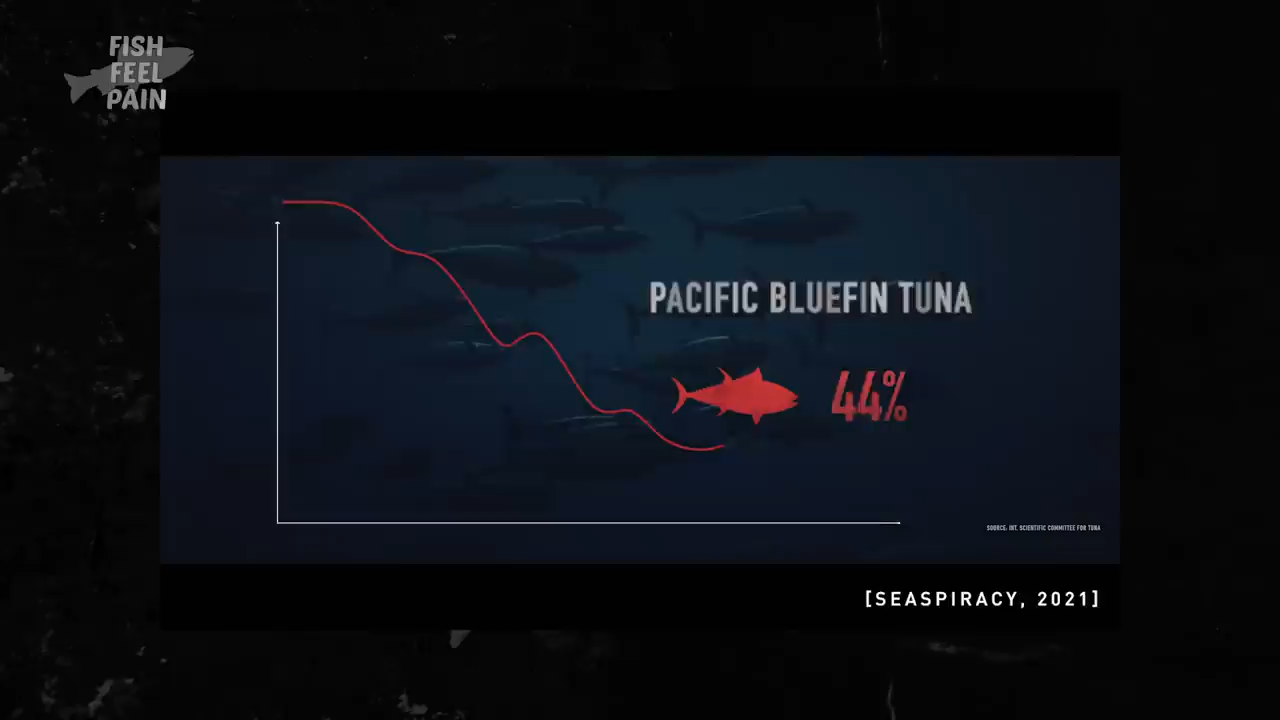 FISH
FEEL
PAIN
PACIFIC BLUEFIN TUNA
44%
SOURCE: INT. SCIENTIFIC COMMITTEE FOR TUNA
[SEASPIRACY, 2021]